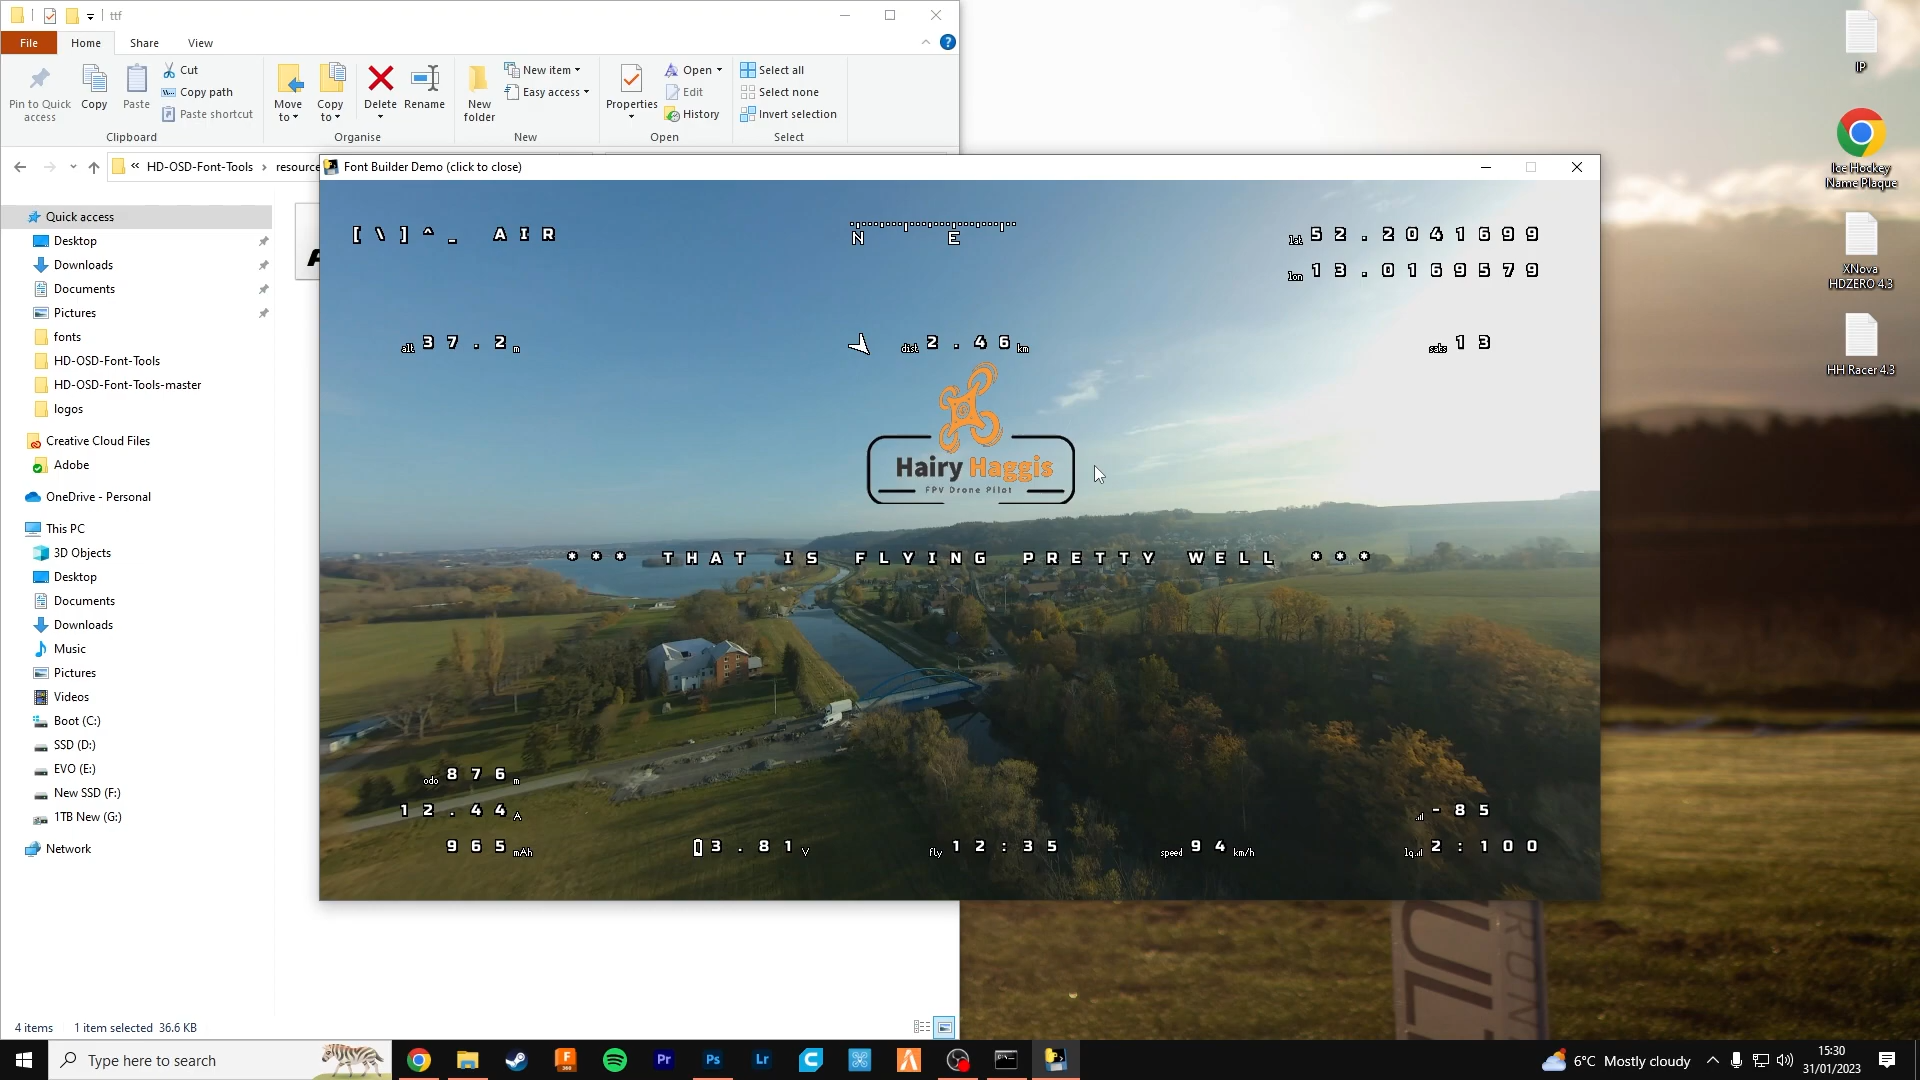 ttf
File Home Share View
Pin to Quick access
Copy
Paste
Cut
Copy path
Paste shortcut
Clipboard
Move to
Copy to
Delete
Rename
Organise
New folder
New item
Easy access
New
Properties
Open
Edit
History
Open
Select all
Select none
Invert selection
Select
« HD-OSD-Font-Tools › resource
Quick access
Desktop
Downloads
Documents
Pictures
fonts
HD-OSD-Font-Tools
HD-OSD-Font-Tools-master
logos
Creative Cloud Files
Adobe
OneDrive - Personal
This PC
3D Objects
Desktop
Documents
Downloads
Music
Pictures
Videos
Boot (C:)
SSD (D:)
EVO (E:)
New SSD (F:)
1TB New (G:)
Network
4 items 1 item selected 36.6 KB
Font Builder Demo (click to close)
[ \ ] ^ _ AIR
N E
lat 52.2041699
lon 13.0169579
alt 37.2 m
dist 2.46 km
sats 13
Hairy Haggis
FPV Drone Pilot
*** THAT IS FLYING PRETTY WELL ***
odo 876 m
12.44 A
-85
965 mAh
3.81 V
fly 12:35
speed 94 km/h
lq 2:100
IP
Ice Hockey Name Plaque
XNova HDZERO 4.3
HH Racer 4.3
Type here to search
F 360
Pr
Ps
Lr
6°C Mostly cloudy
15:30
31/01/2023